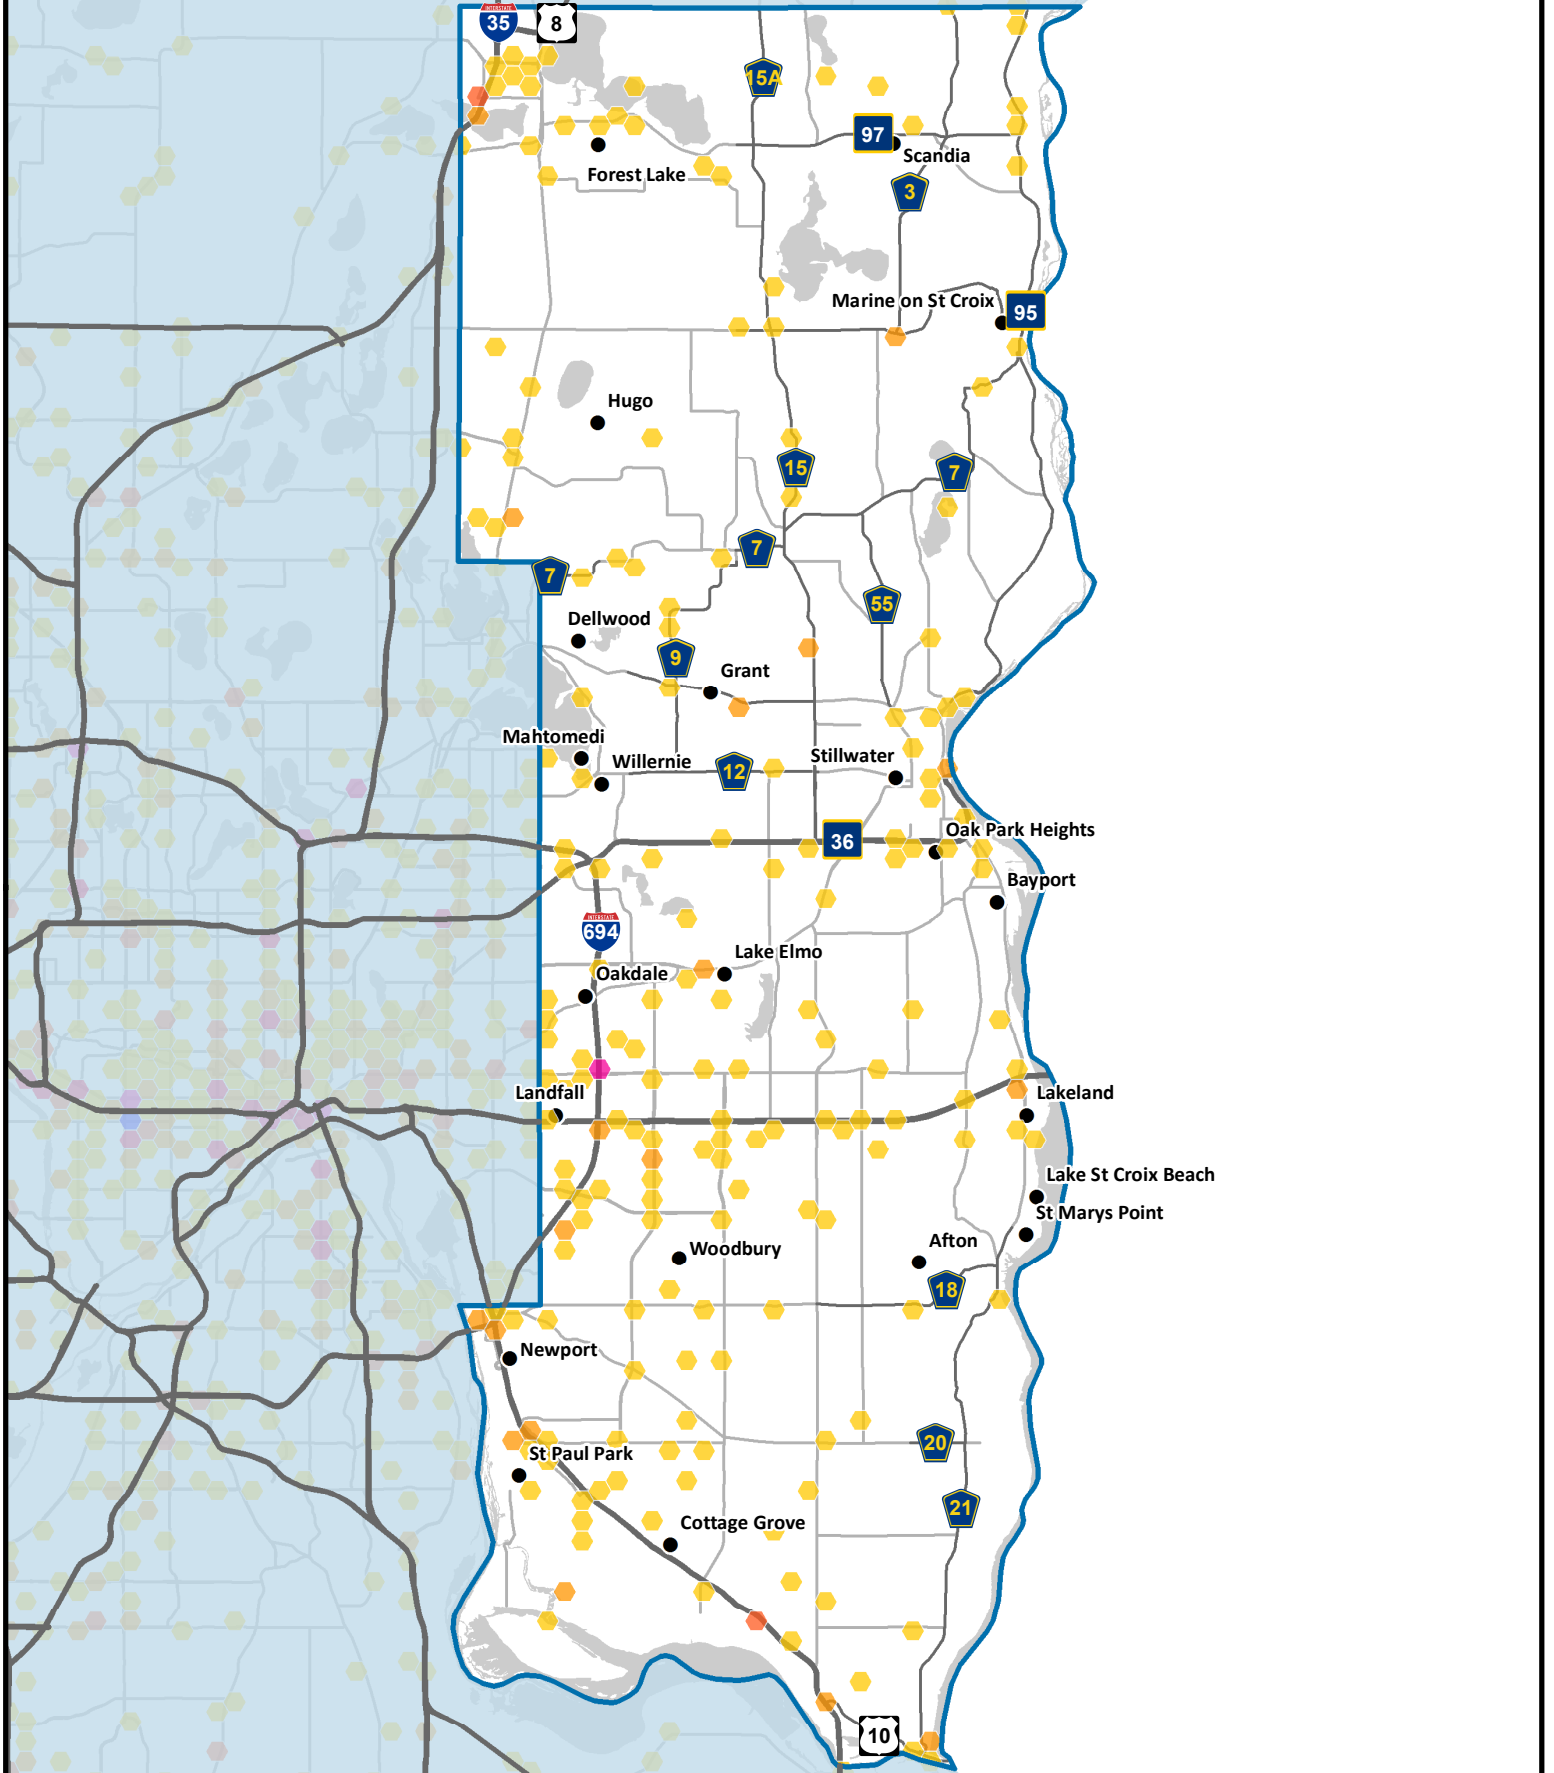 INTERSTATE
35
8
15A
97
Scandia
Forest Lake
3
Marine on St Croix
95
Hugo
15
7
7
7
55
Dellwood
9
Grant
Mahtomedi
Willernie
12
Stillwater
36
Oak Park Heights
Bayport
INTERSTATE
694
Lake Elmo
Oakdale
Landfall
Lakeland
Lake St Croix Beach
St Marys Point
Woodbury
Afton
18
Newport
20
St Paul Park
21
Cottage Grove
10